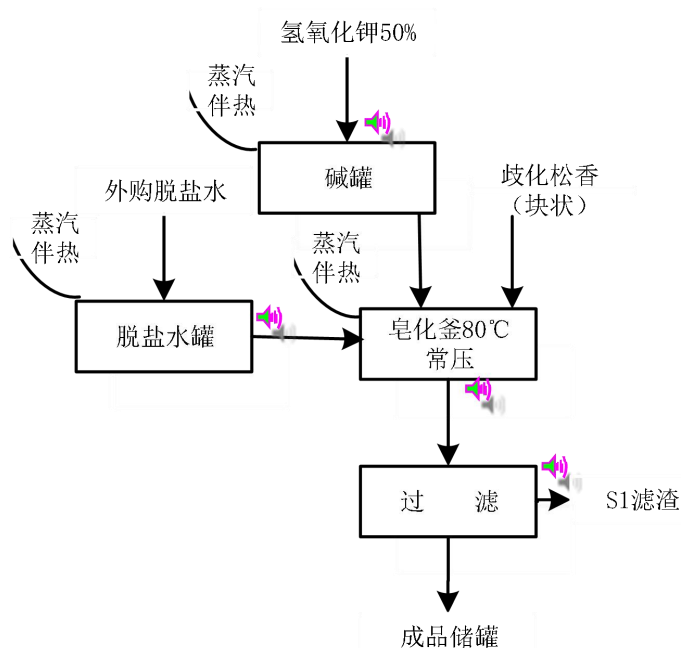 氢氧化钾50%
蒸汽
伴热
碱罐
外购脱盐水
歧化松香
（块状）
蒸汽
伴热
蒸汽
伴热
脱盐水罐
皂化釜80℃
常压
过 滤
S1滤渣
成品储罐